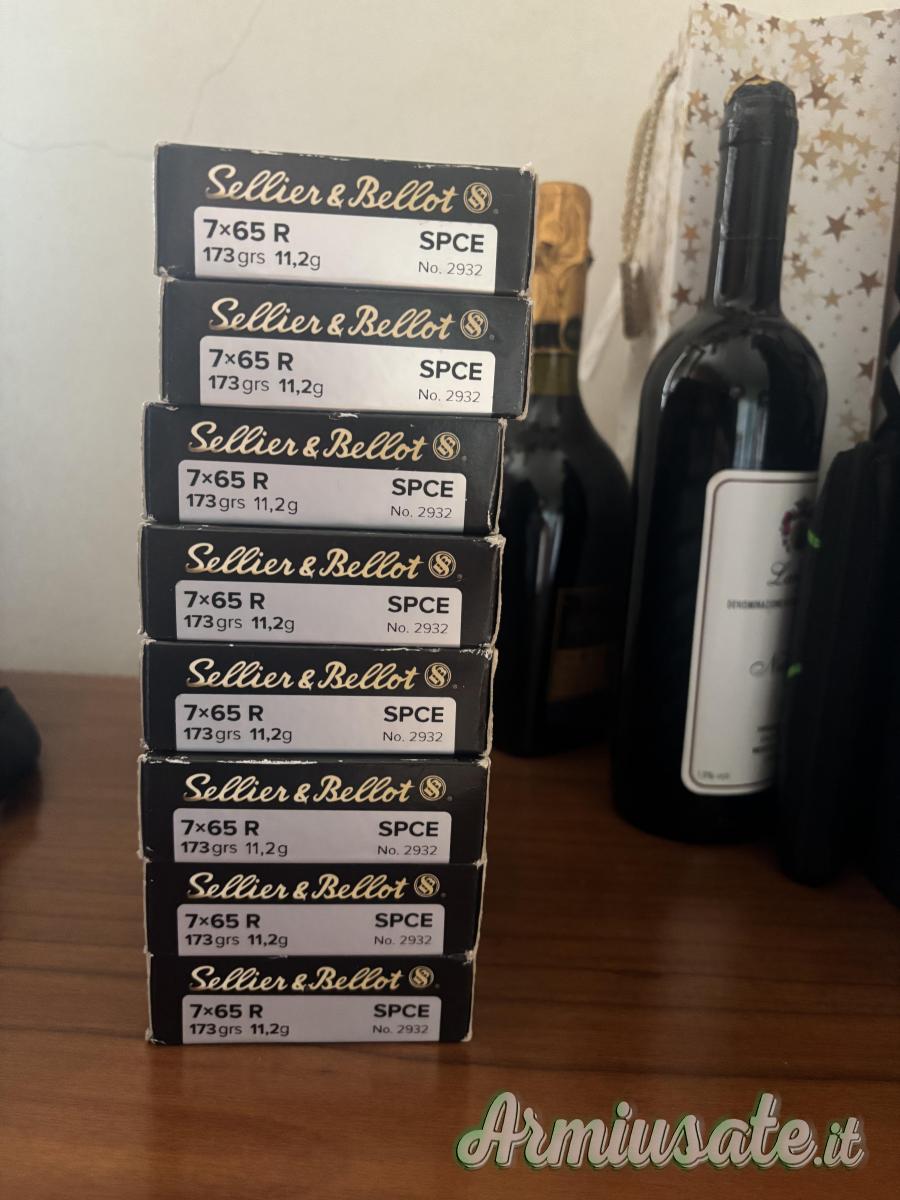 Sellier & Bellot
7×65 R SPCE
173grs 11,2g No. 2932
Sellier & Bellot
7×65 R SPCE
173grs 11,2g No. 2932
Sellier & Bellot
7×65 R SPCE
173grs 11,2g No. 2932
Sellier & Bellot
7×65 R SPCE
173grs 11,2g No. 2932
Sellier & Bellot
7×65 R SPCE
173grs 11,2g No. 2932
Sellier & Bellot
7×65 R SPCE
173grs 11,2g No. 2932
Sellier & Bellot
7×65 R SPCE
173grs 11,2g No. 2932
Sellier & Bellot
7×65 R SPCE
173grs 11,2g No. 2932
Armiusate.it